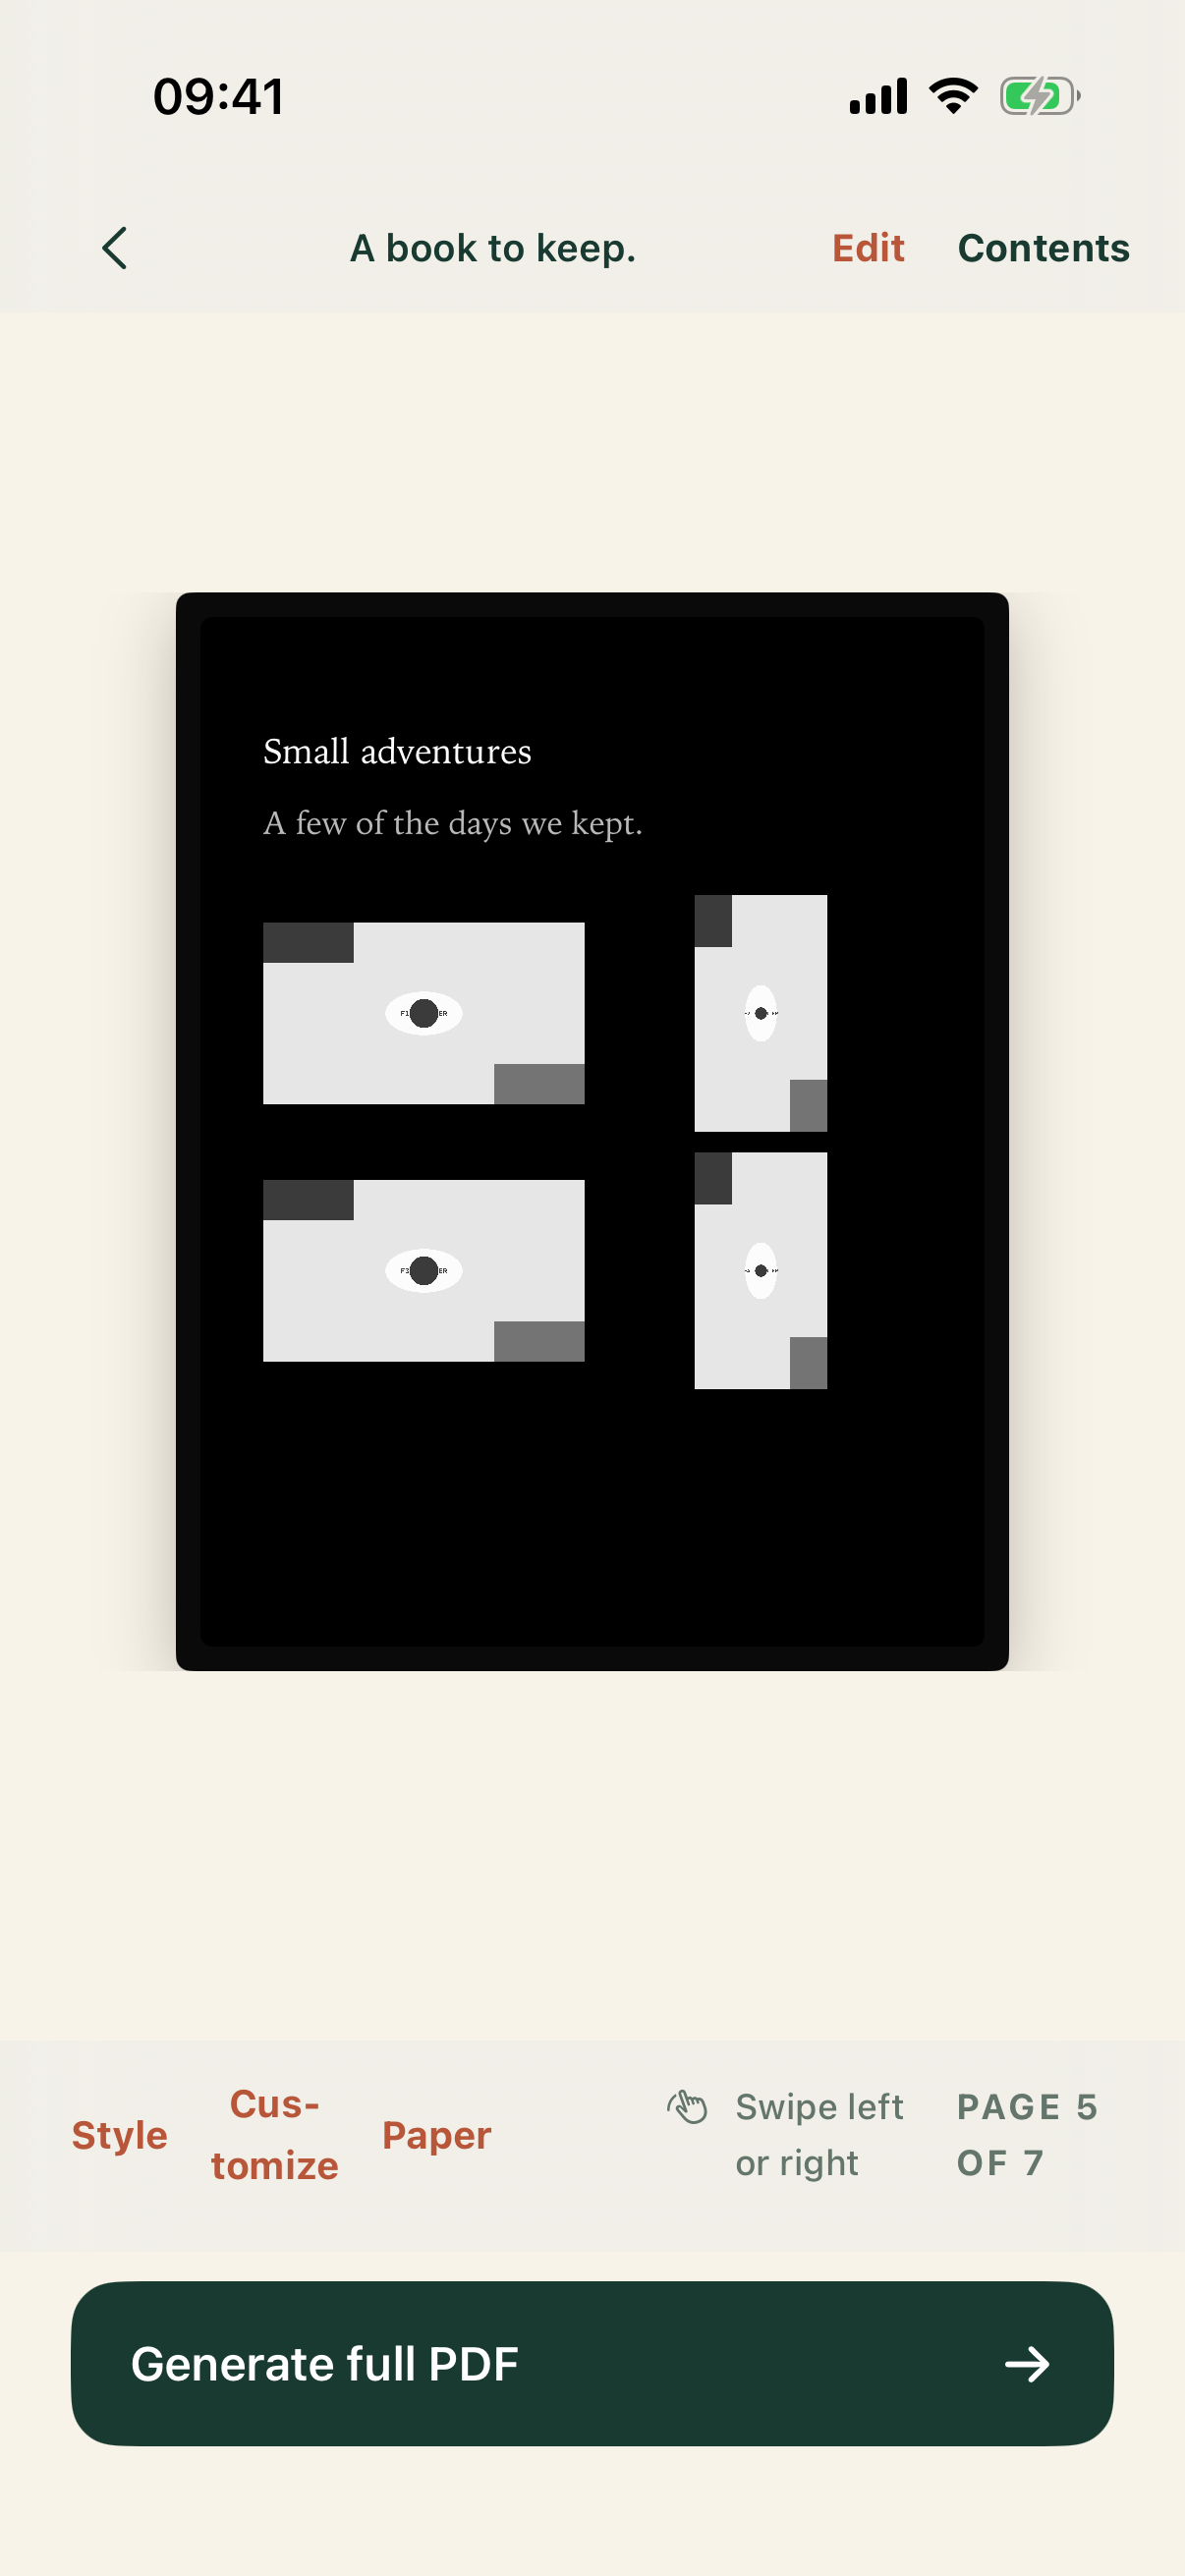 09:41
A book to keep.
Edit
Contents
Small adventures
A few of the days we kept.
Style
Cus-
tomize
Paper
Swipe left
or right
PAGE 5
OF 7
Generate full PDF